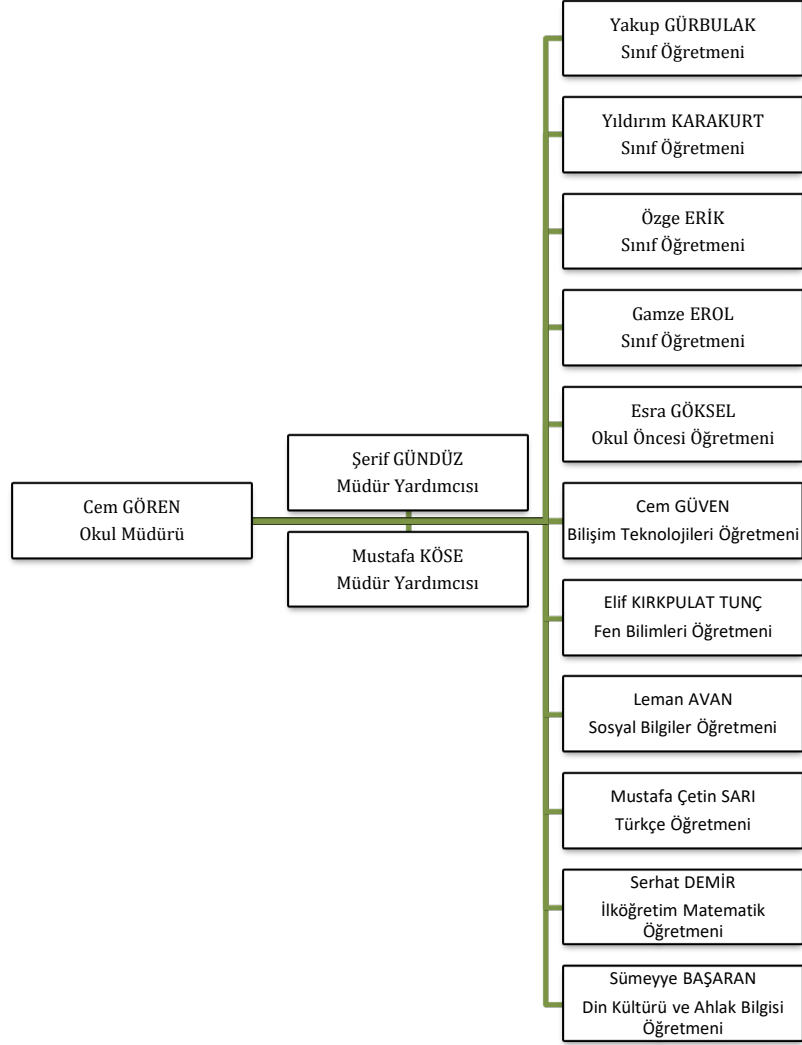 Yakup GÜRBULAK
Sınıf Öğretmeni
Yıldırım KARAKURT
Sınıf Öğretmeni
Özge ERİK
Sınıf Öğretmeni
Gamze EROL
Sınıf Öğretmeni
Esra GÖKSEL
Okul Öncesi Öğretmeni
Şerif GÜNDÜZ
Müdür Yardımcısı
Cem GÖREN
Okul Müdürü
Mustafa KÖSE
Müdür Yardımcısı
Cem GÜVEN
Bilişim Teknolojileri Öğretmeni
Elif KIRKPULAT TUNÇ
Fen Bilimleri Öğretmeni
Leman AVAN
Sosyal Bilgiler Öğretmeni
Mustafa Çetin SARI
Türkçe Öğretmeni
Serhat DEMİR
İlköğretim Matematik
Öğretmeni
Sümeyye BAŞARAN
Din Kültürü ve Ahlak Bilgisi
Öğretmeni